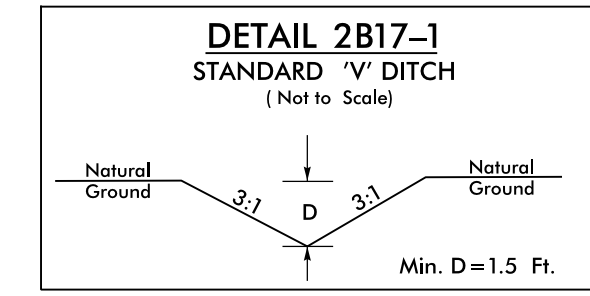 DETAIL 2B17–1
STANDARD 'V' DITCH
( Not to Scale)
Natural
Ground
3:1
D
3:1
Natural
Ground
Min. D=1.5 Ft.